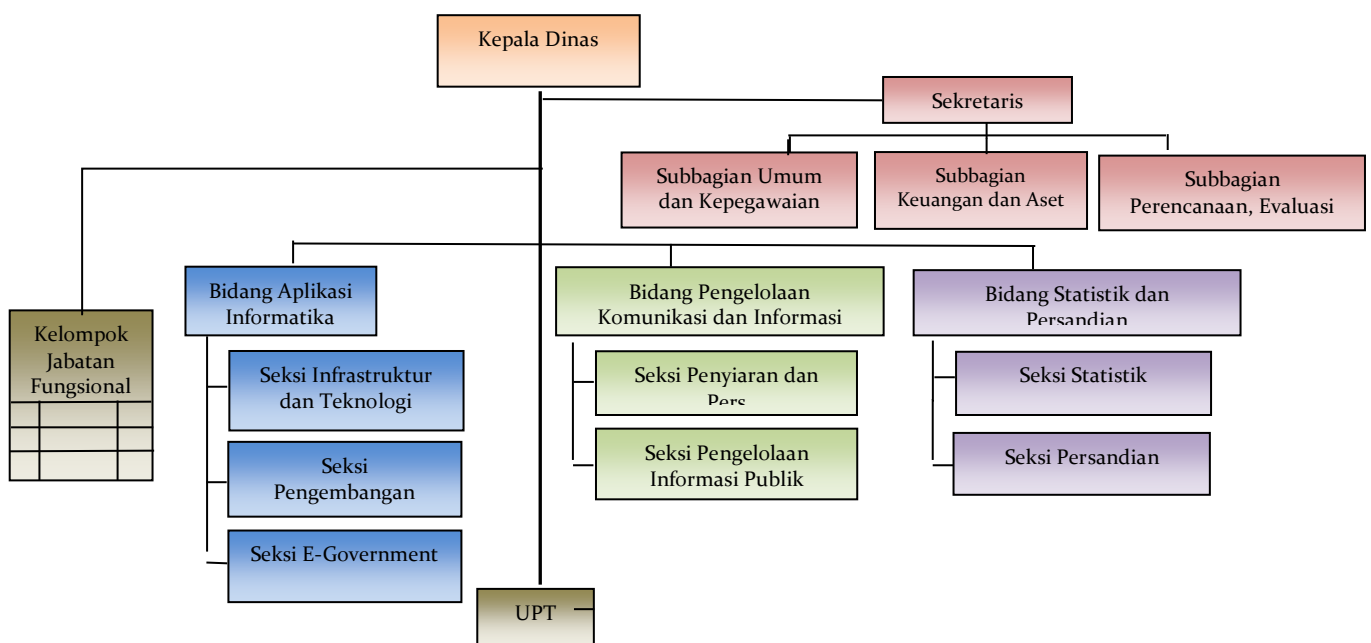 Kepala Dinas
Sekretaris
Subbagian Umum
dan Kepegawaian
Subbagian
Keuangan dan Aset
Subbagian
Perencanaan, Evaluasi
Bidang Aplikasi
Informatika
Bidang Pengelolaan
Komunikasi dan Informasi
Bidang Statistik dan
Persandian
Kelompok
Jabatan
Fungsional
Seksi Infrastruktur
dan Teknologi
Seksi Penyiaran dan
Pers
Seksi Statistik
Seksi
Pengembangan
Seksi Pengelolaan
Informasi Publik
Seksi Persandian
Seksi E-Government
UPT